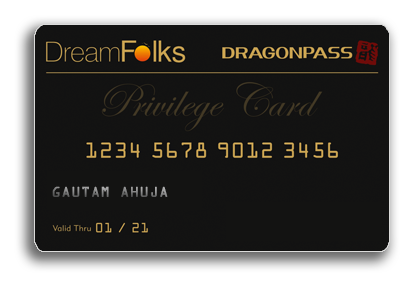 DreamFolks DRAGONPASS
Privilege Card
1234 5678 9012 3456
GAUTAM AHUJA
Valid Thru 01 / 21